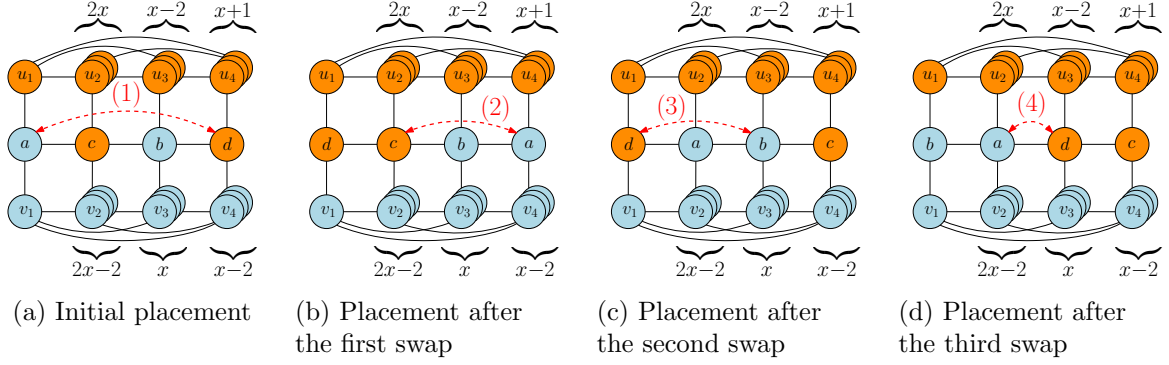 2x x−2 x+1 2x x−2 x+1 2x x−2 x+1 2x x−2 x+1
u1 u2 u3 u4 u1 u2 u3 u4 u1 u2 u3 u4 u1 u2 u3 u4
(1) (2) (3) (4)
a c b d d c b a d a b c b a d c
v1 v2 v3 v4 v1 v2 v3 v4 v1 v2 v3 v4 v1 v2 v3 v4
2x−2 x x−2 2x−2 x x−2 2x−2 x x−2 2x−2 x x−2
(a) Initial placement
(b) Placement after
the first swap
(c) Placement after
the second swap
(d) Placement after
the third swap